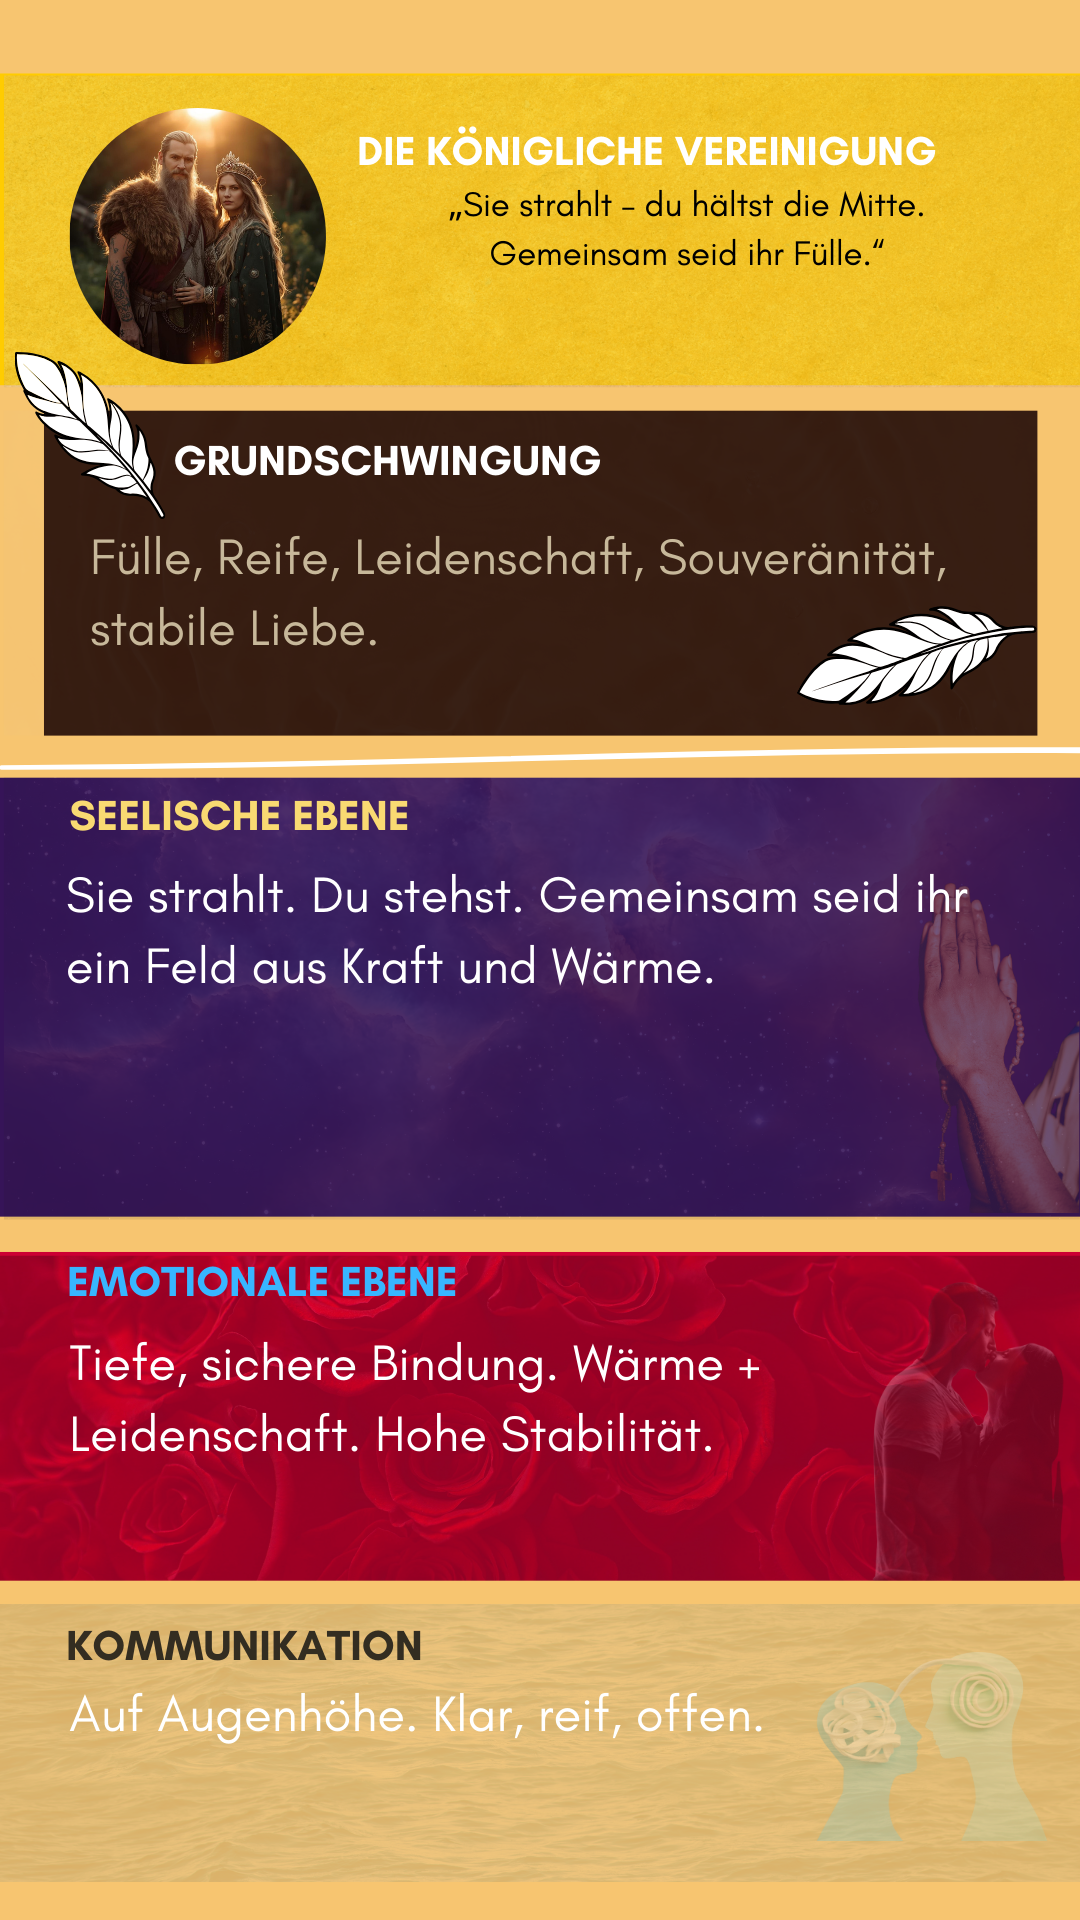 DIE KÖNIGLICHE VEREINIGUNG
„Sie strahlt – du hältst die Mitte.
Gemeinsam seid ihr Fülle.“
GRUNDSCHWINGUNG
Fülle, Reife, Leidenschaft, Souveränität,
stabile Liebe.
SEELISCHE EBENE
Sie strahlt. Du stehst. Gemeinsam seid ihr
ein Feld aus Kraft und Wärme.
EMOTIONALE EBENE
Tiefe, sichere Bindung. Wärme +
Leidenschaft. Hohe Stabilität.
KOMMUNIKATION
Auf Augenhöhe. Klar, reif, offen.